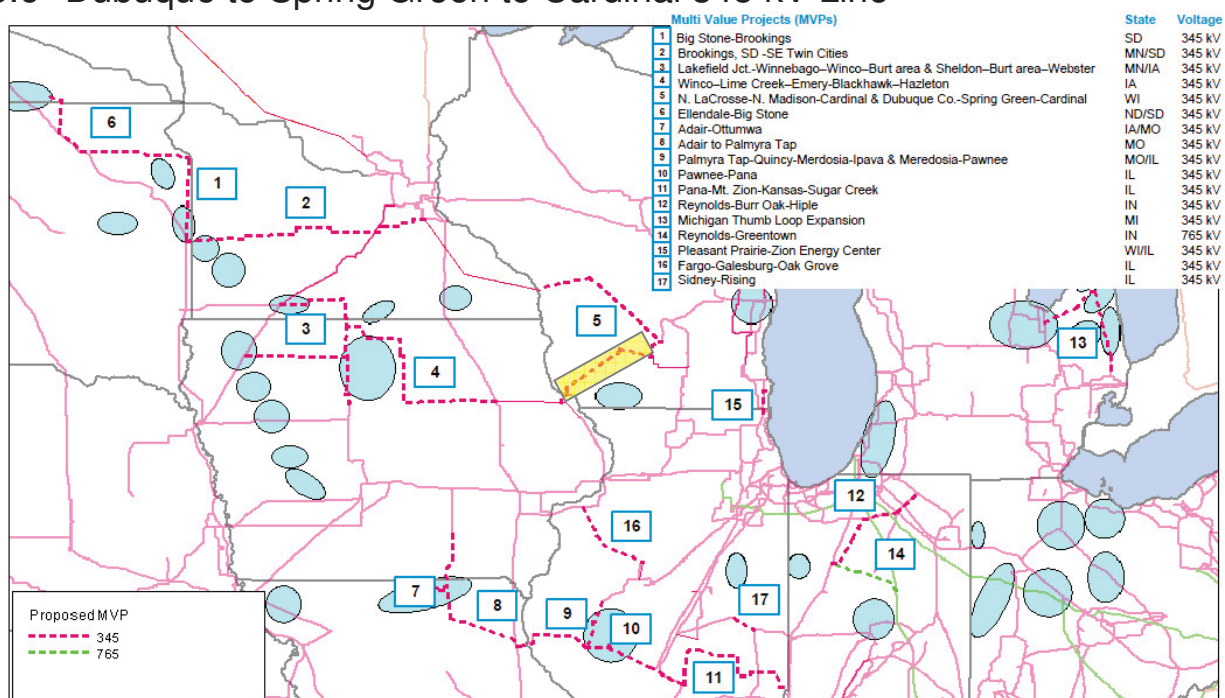 Dubuque to Spring Green to Cardinal 345 kV Line
Multi Value Projects (MVPs) State Voltage
1 Big Stone-Brookings SD 345 kV
2 Brookings, SD -SE Twin Cities MN/SD 345 kV
3 Lakefield Jct.-Winnebago–Winco–Burt area & Sheldon–Burt area–Webster MN/IA 345 kV
4 Winco–Lime Creek–Emery-Blackhawk–Hazleton IA 345 kV
5 N. LaCrosse-N. Madison-Cardinal & Dubuque Co.-Spring Green-Cardinal WI 345 kV
6 Ellendale-Big Stone ND/SD 345 kV
7 Adair-Ottumwa IA/MO 345 kV
8 Adair to Palmyra Tap MO 345 kV
9 Palmyra Tap-Quincy-Merdosia-Ipava & Meredosia-Pawnee MO/IL 345 kV
10 Pawnee-Pana IL 345 kV
11 Pana-Mt. Zion-Kansas-Sugar Creek IL 345 kV
12 Reynolds-Burr Oak-Hiple IN 345 kV
13 Michigan Thumb Loop Expansion MI 345 kV
14 Reynolds-Greentown IN 765 kV
15 Pleasant Prairie-Zion Energy Center WI/IL 345 kV
16 Fargo-Galesburg-Oak Grove IL 345 kV
17 Sidney-Rising IL 345 kV
6
1
2
5
3
13
4
15
12
16
14
7
8
9
10
17
11
Proposed MVP
345
765